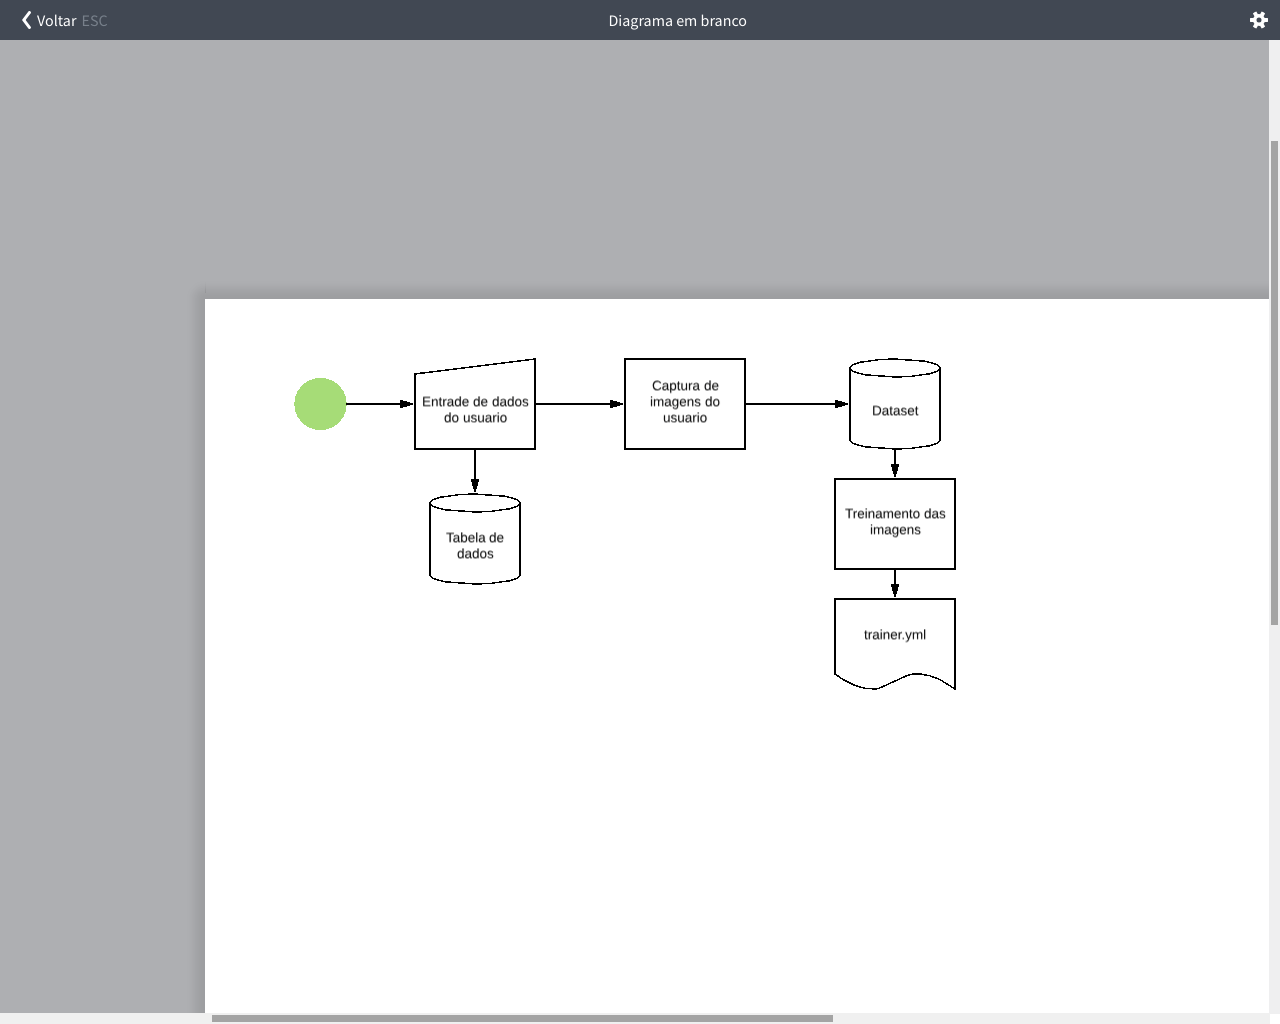 Voltar ESC
Diagrama em branco
Entrade de dados
do usuario
Captura de
imagens do
usuario
Dataset
Tabela de
dados
Treinamento das
imagens
trainer.yml